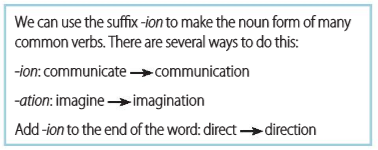 We can use the suffix -ion to make the noun form of many
common verbs. There are several ways to do this:
-ion: communicate → communication
-ation: imagine → imagination
Add -ion to the end of the word: direct → direction